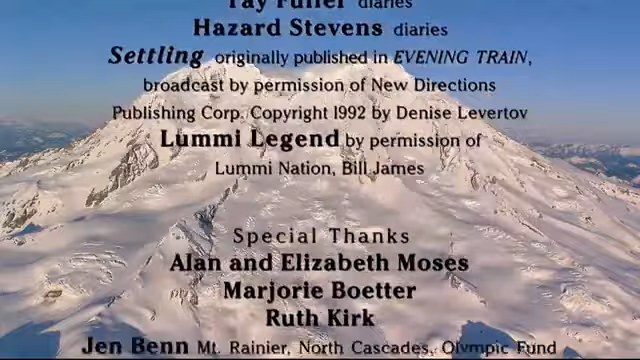 Fay Fuller diaries
Hazard Stevens diaries
Settling originally published in EVENING TRAIN,
broadcast by permission of New Directions
Publishing Corp. Copyright 1992 by Denise Levertov
Lummi Legend by permission of
Lummi Nation, Bill James
Special Thanks
Alan and Elizabeth Moses
Marjorie Boetter
Ruth Kirk
Jen Benn Mt. Rainier, North Cascades, Olympic Fund